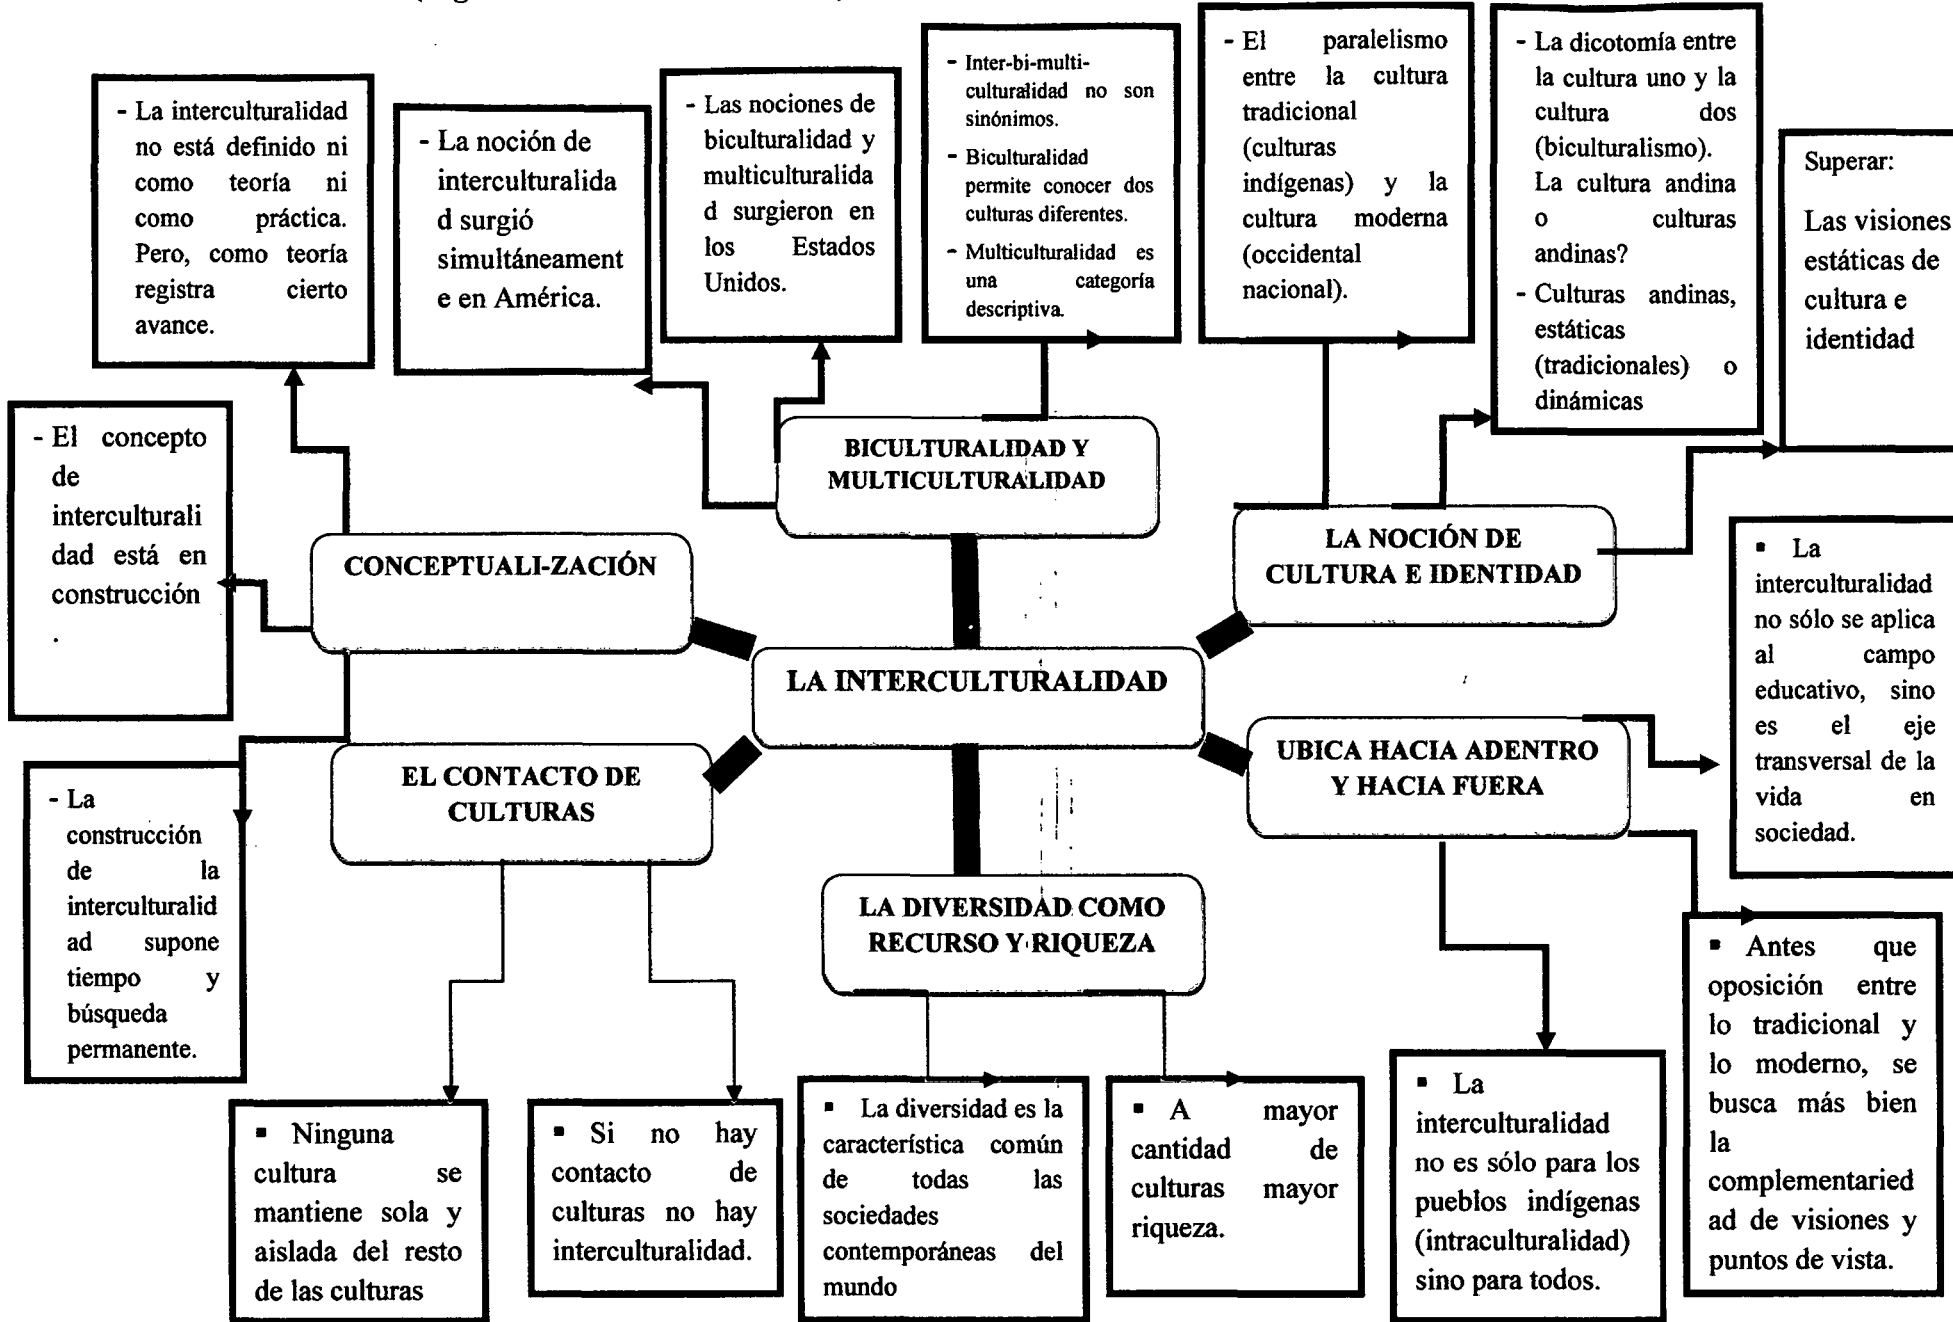 - La interculturalidad
no está definido ni
como teoría ni
como práctica.
Pero, como teoría
registra cierto
avance.
- La noción de
interculturalida
d surgió
simultáneament
e en América.
- Las nociones de
biculturalidad y
multiculturalida
d surgieron en
los Estados
Unidos.
- Inter-bi-multi-
culturalidad no son
sinónimos.
- Biculturalidad
permite conocer dos
culturas diferentes.
- Multiculturalidad es
una categoría
descriptiva.
- El paralelismo
entre la cultura
tradicional
(culturas
indígenas) y la
cultura moderna
(occidental
nacional).
- La dicotomía entre
la cultura uno y la
cultura dos
(biculturalismo).
La cultura andina
o culturas
andinas?
- Culturas andinas,
estáticas
(tradicionales) o
dinámicas
Superar:
Las visiones
estáticas de
cultura e
identidad
- El concepto
de
interculturali
dad está en
construcción
.
BICULTURALIDAD Y
MULTICULTURALIDAD
CONCEPTUALI-ZACIÓN
LA NOCIÓN DE
CULTURA E IDENTIDAD
LA INTERCULTURALIDAD
▪ La
interculturalidad
no sólo se aplica
al campo
educativo, sino
es el eje
transversal de la
vida en
sociedad.
EL CONTACTO DE
CULTURAS
UBICA HACIA ADENTRO
Y HACIA FUERA
- La
construcción
de la
interculturalid
ad supone
tiempo y
búsqueda
permanente.
LA DIVERSIDAD COMO
RECURSO Y RIQUEZA
▪ Ninguna
cultura se
mantiene sola y
aislada del resto
de las culturas
▪ Si no hay
contacto de
culturas no hay
interculturalidad.
▪ La diversidad es la
característica común
de todas las
sociedades
contemporáneas del
mundo
▪ A mayor
cantidad de
culturas mayor
riqueza.
▪ La
interculturalidad
no es sólo para los
pueblos indígenas
(intraculturalidad)
sino para todos.
▪ Antes que
oposición entre
lo tradicional y
lo moderno, se
busca más bien
la
complementaried
ad de visiones y
puntos de vista.